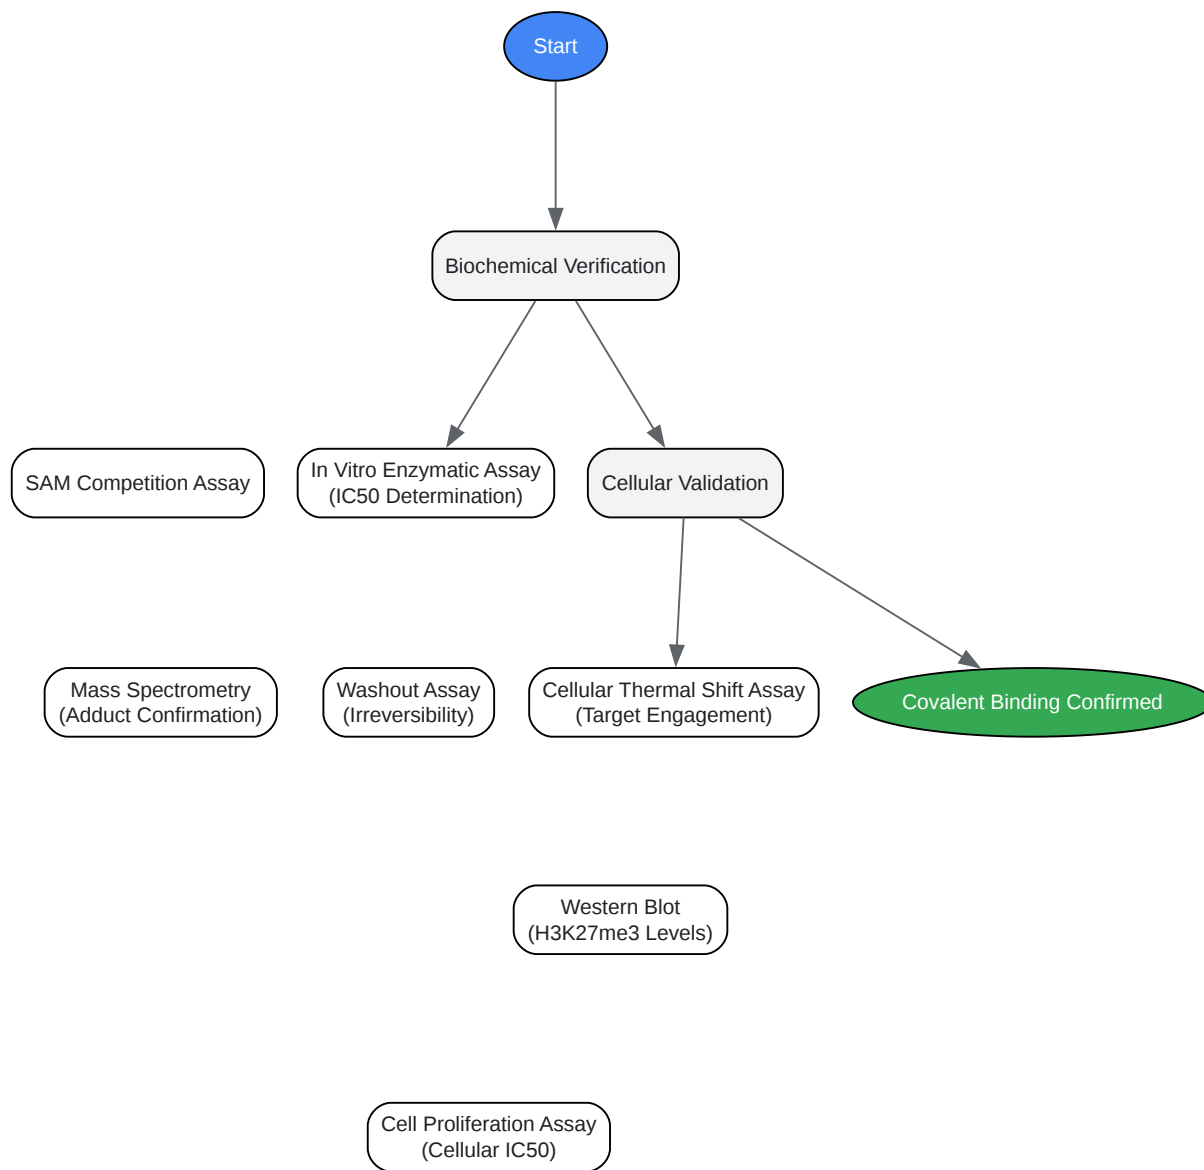 Start
Biochemical Verification
SAM Competition Assay
In Vitro Enzymatic Assay
(IC50 Determination)
Cellular Validation
Mass Spectrometry
(Adduct Confirmation)
Washout Assay
(Irreversibility)
Cellular Thermal Shift Assay
(Target Engagement)
Covalent Binding Confirmed
Western Blot
(H3K27me3 Levels)
Cell Proliferation Assay
(Cellular IC50)